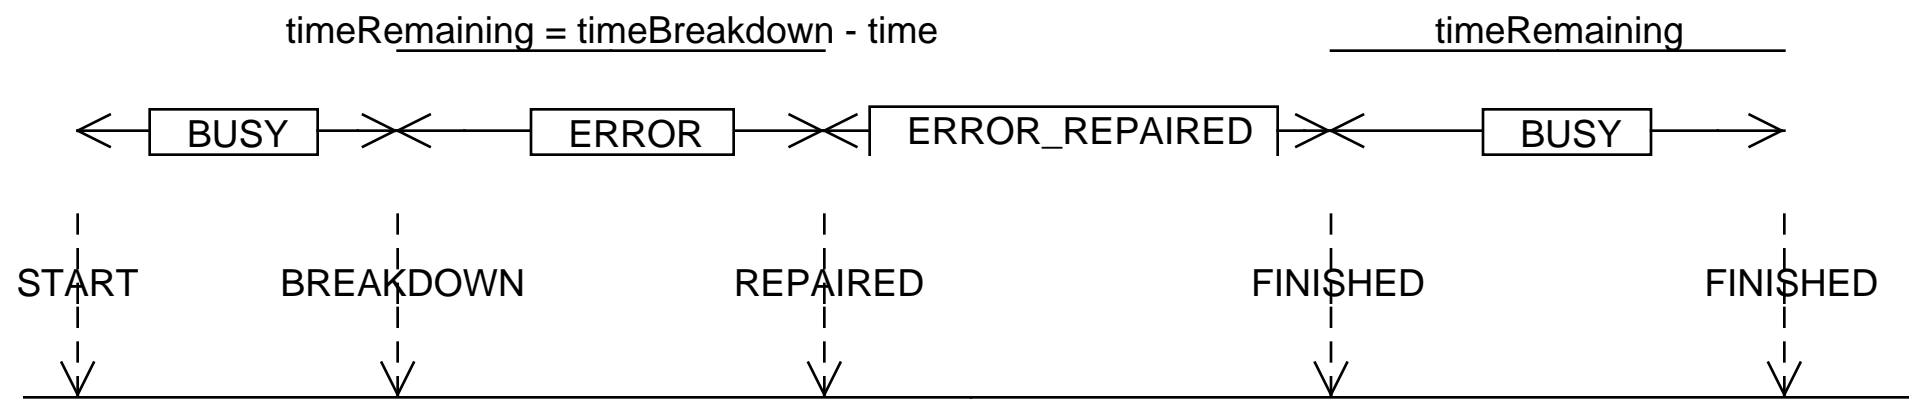 timeRemaining = timeBreakdown - time timeRemaining
BUSY ERROR ERROR_REPAIRED BUSY
START BREAKDOWN REPAIRED FINISHED FINISHED